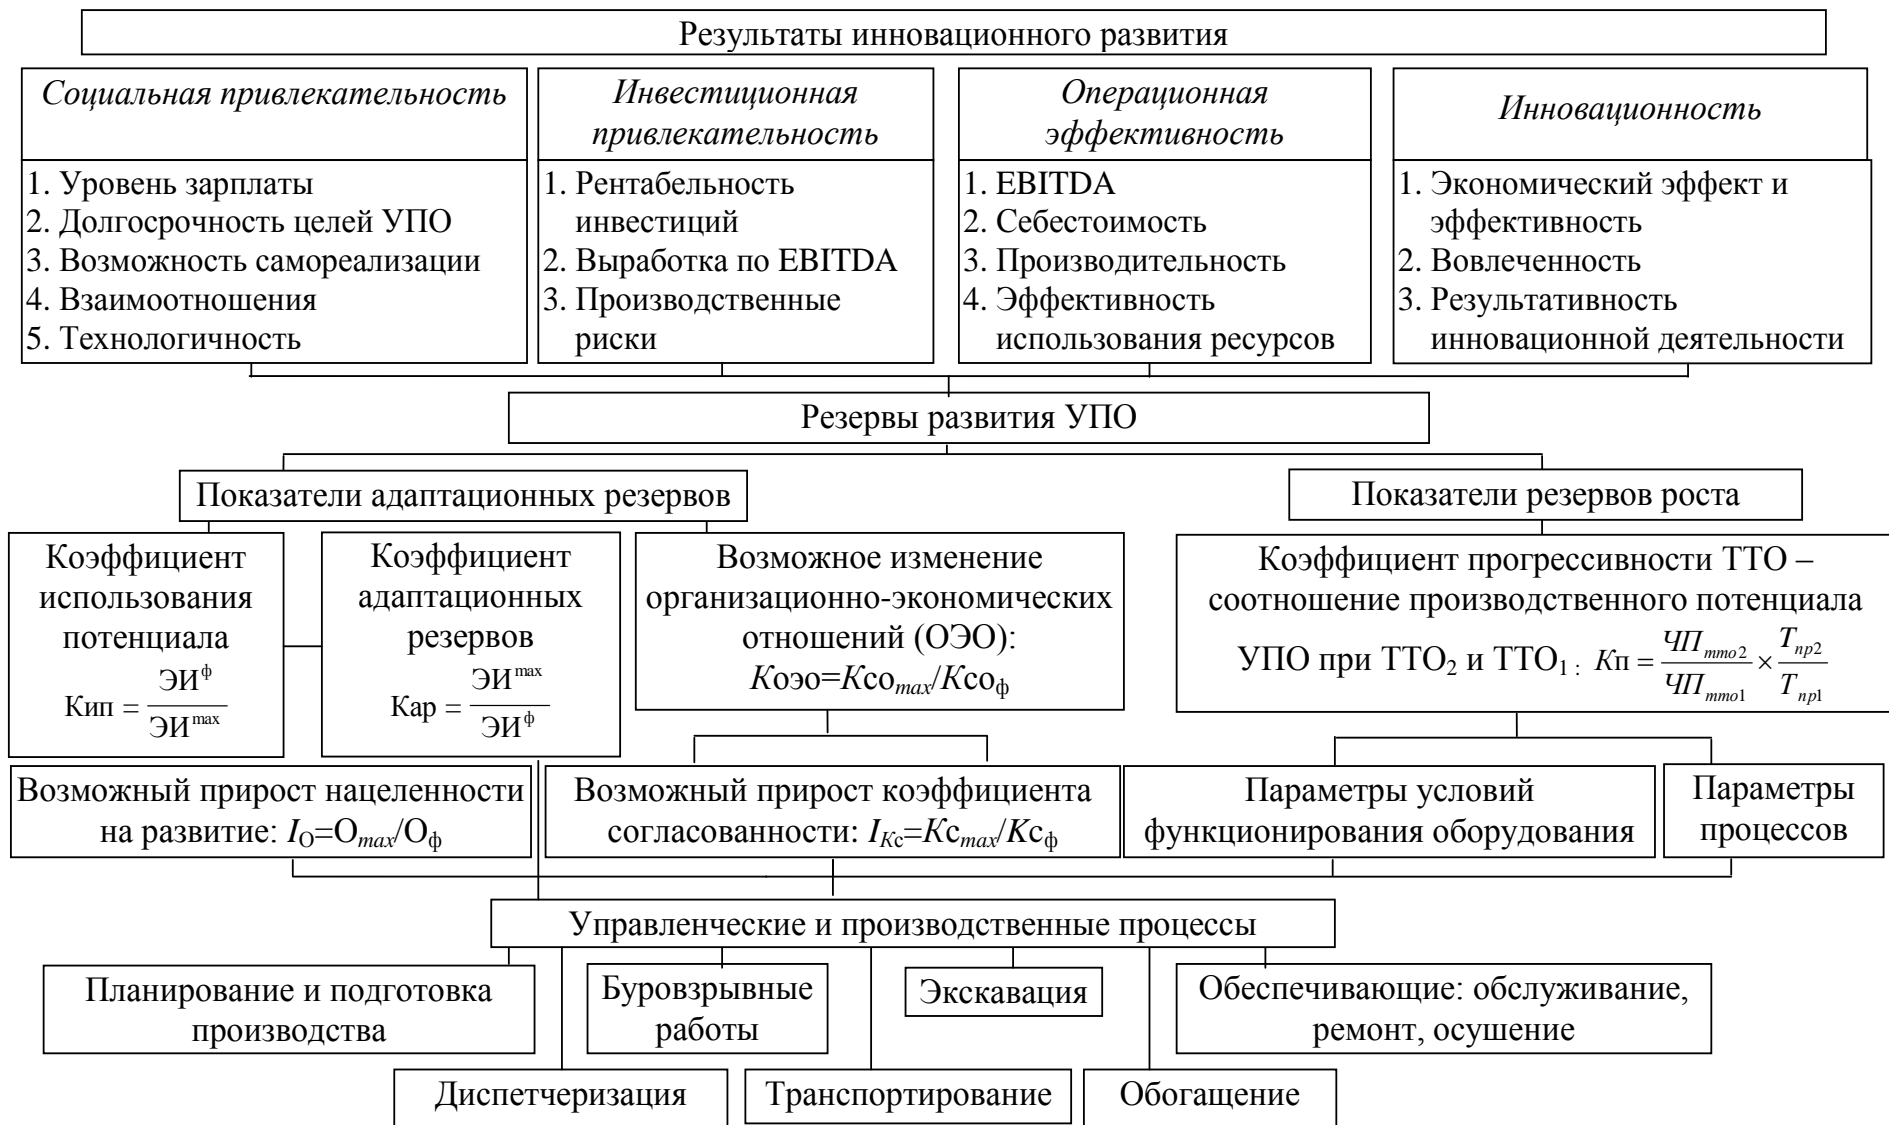 Результаты инновационного развития
Социальная привлекательность
Инвестиционная
привлекательность
Операционная
эффективность
Инновационность
1. Уровень зарплаты
2. Долгосрочность целей УПО
3. Возможность самореализации
4. Взаимоотношения
5. Технологичность
1. Рентабельность
инвестиций
2. Выработка по EBITDA
3. Производственные
риски
1. EBITDA
2. Себестоимость
3. Производительность
4. Эффективность
использования ресурсов
1. Экономический эффект и
эффективность
2. Вовлеченность
3. Результативность
инновационной деятельности
Резервы развития УПО
Показатели адаптационных резервов
Показатели резервов роста
Коэффициент
использования
потенциала
Кип = ЭИ^ф / ЭИ^max
Коэффициент
адаптационных
резервов
Кар = ЭИ^max / ЭИ^ф
Возможное изменение
организационно-экономических
отношений (ОЭО):
Коэо=Ксо_max/Ксо_ф
Коэффициент прогрессивности ТТО –
соотношение производственного потенциала
УПО при ТТО₂ и ТТО₁ : Кп = ЧП_тто2 / ЧП_тто1 × Т_пр2 / Т_пр1
Возможный прирост нацеленности
на развитие: I_О=О_max/О_ф
Возможный прирост коэффициента
согласованности: I_Кс=Кс_max/Кс_ф
Параметры условий
функционирования оборудования
Параметры
процессов
Управленческие и производственные процессы
Планирование и подготовка
производства
Буровзрывные
работы
Экскавация
Обеспечивающие: обслуживание,
ремонт, осушение
Диспетчеризация
Транспортирование
Обогащение